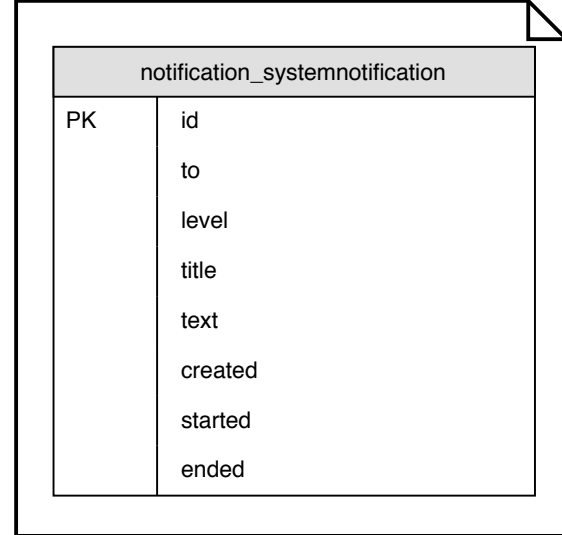 notification_systemnotification
PK id
to
level
title
text
created
started
ended